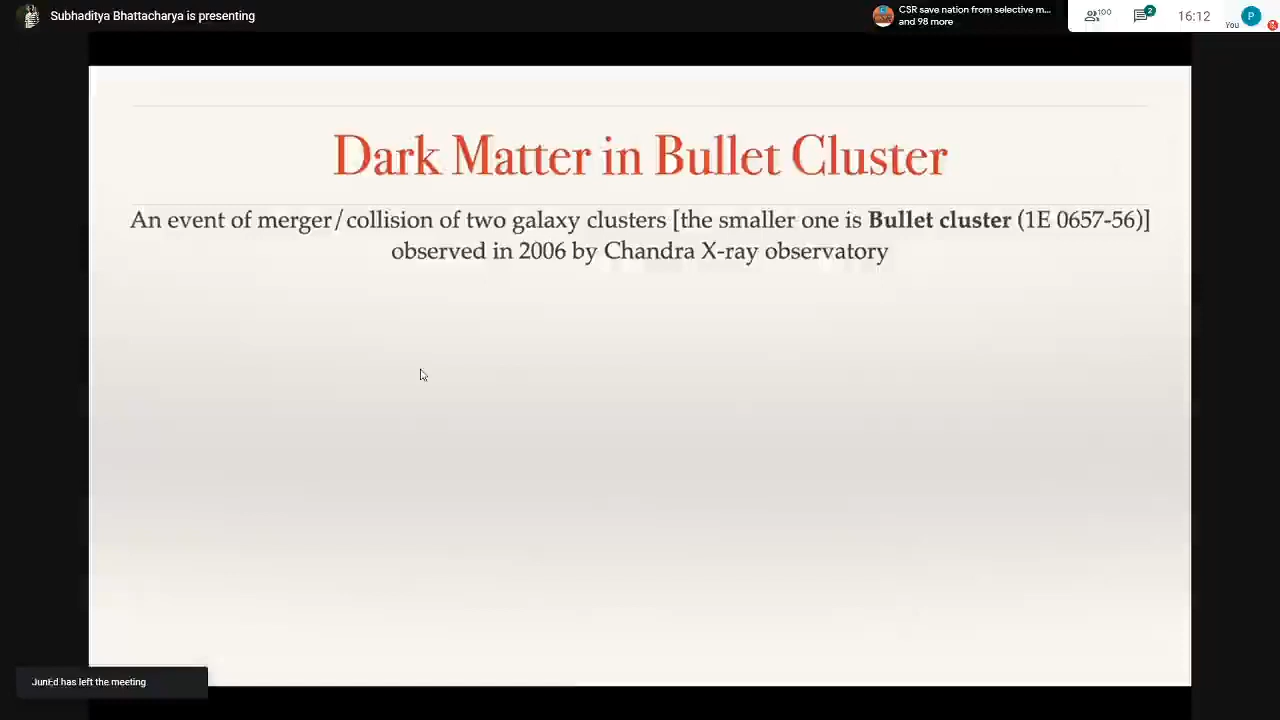 Subhaditya Bhattacharya is presenting
CSR save nation from selective m...
and 98 more
100
2
16:12
You
P
Dark Matter in Bullet Cluster
An event of merger/collision of two galaxy clusters [the smaller one is Bullet cluster (1E 0657-56)]
observed in 2006 by Chandra X-ray observatory
JunEd has left the meeting